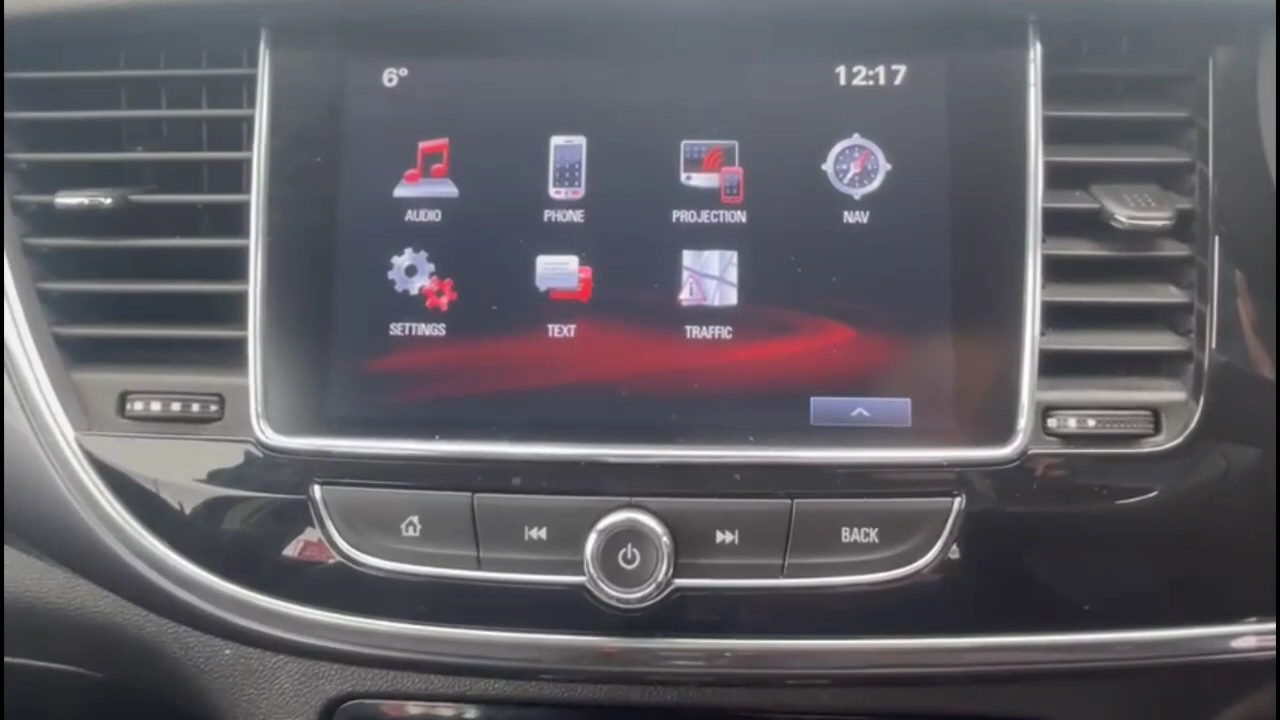 6° 12:17
AUDIO PHONE PROJECTION NAV
SETTINGS TEXT TRAFFIC
BACK